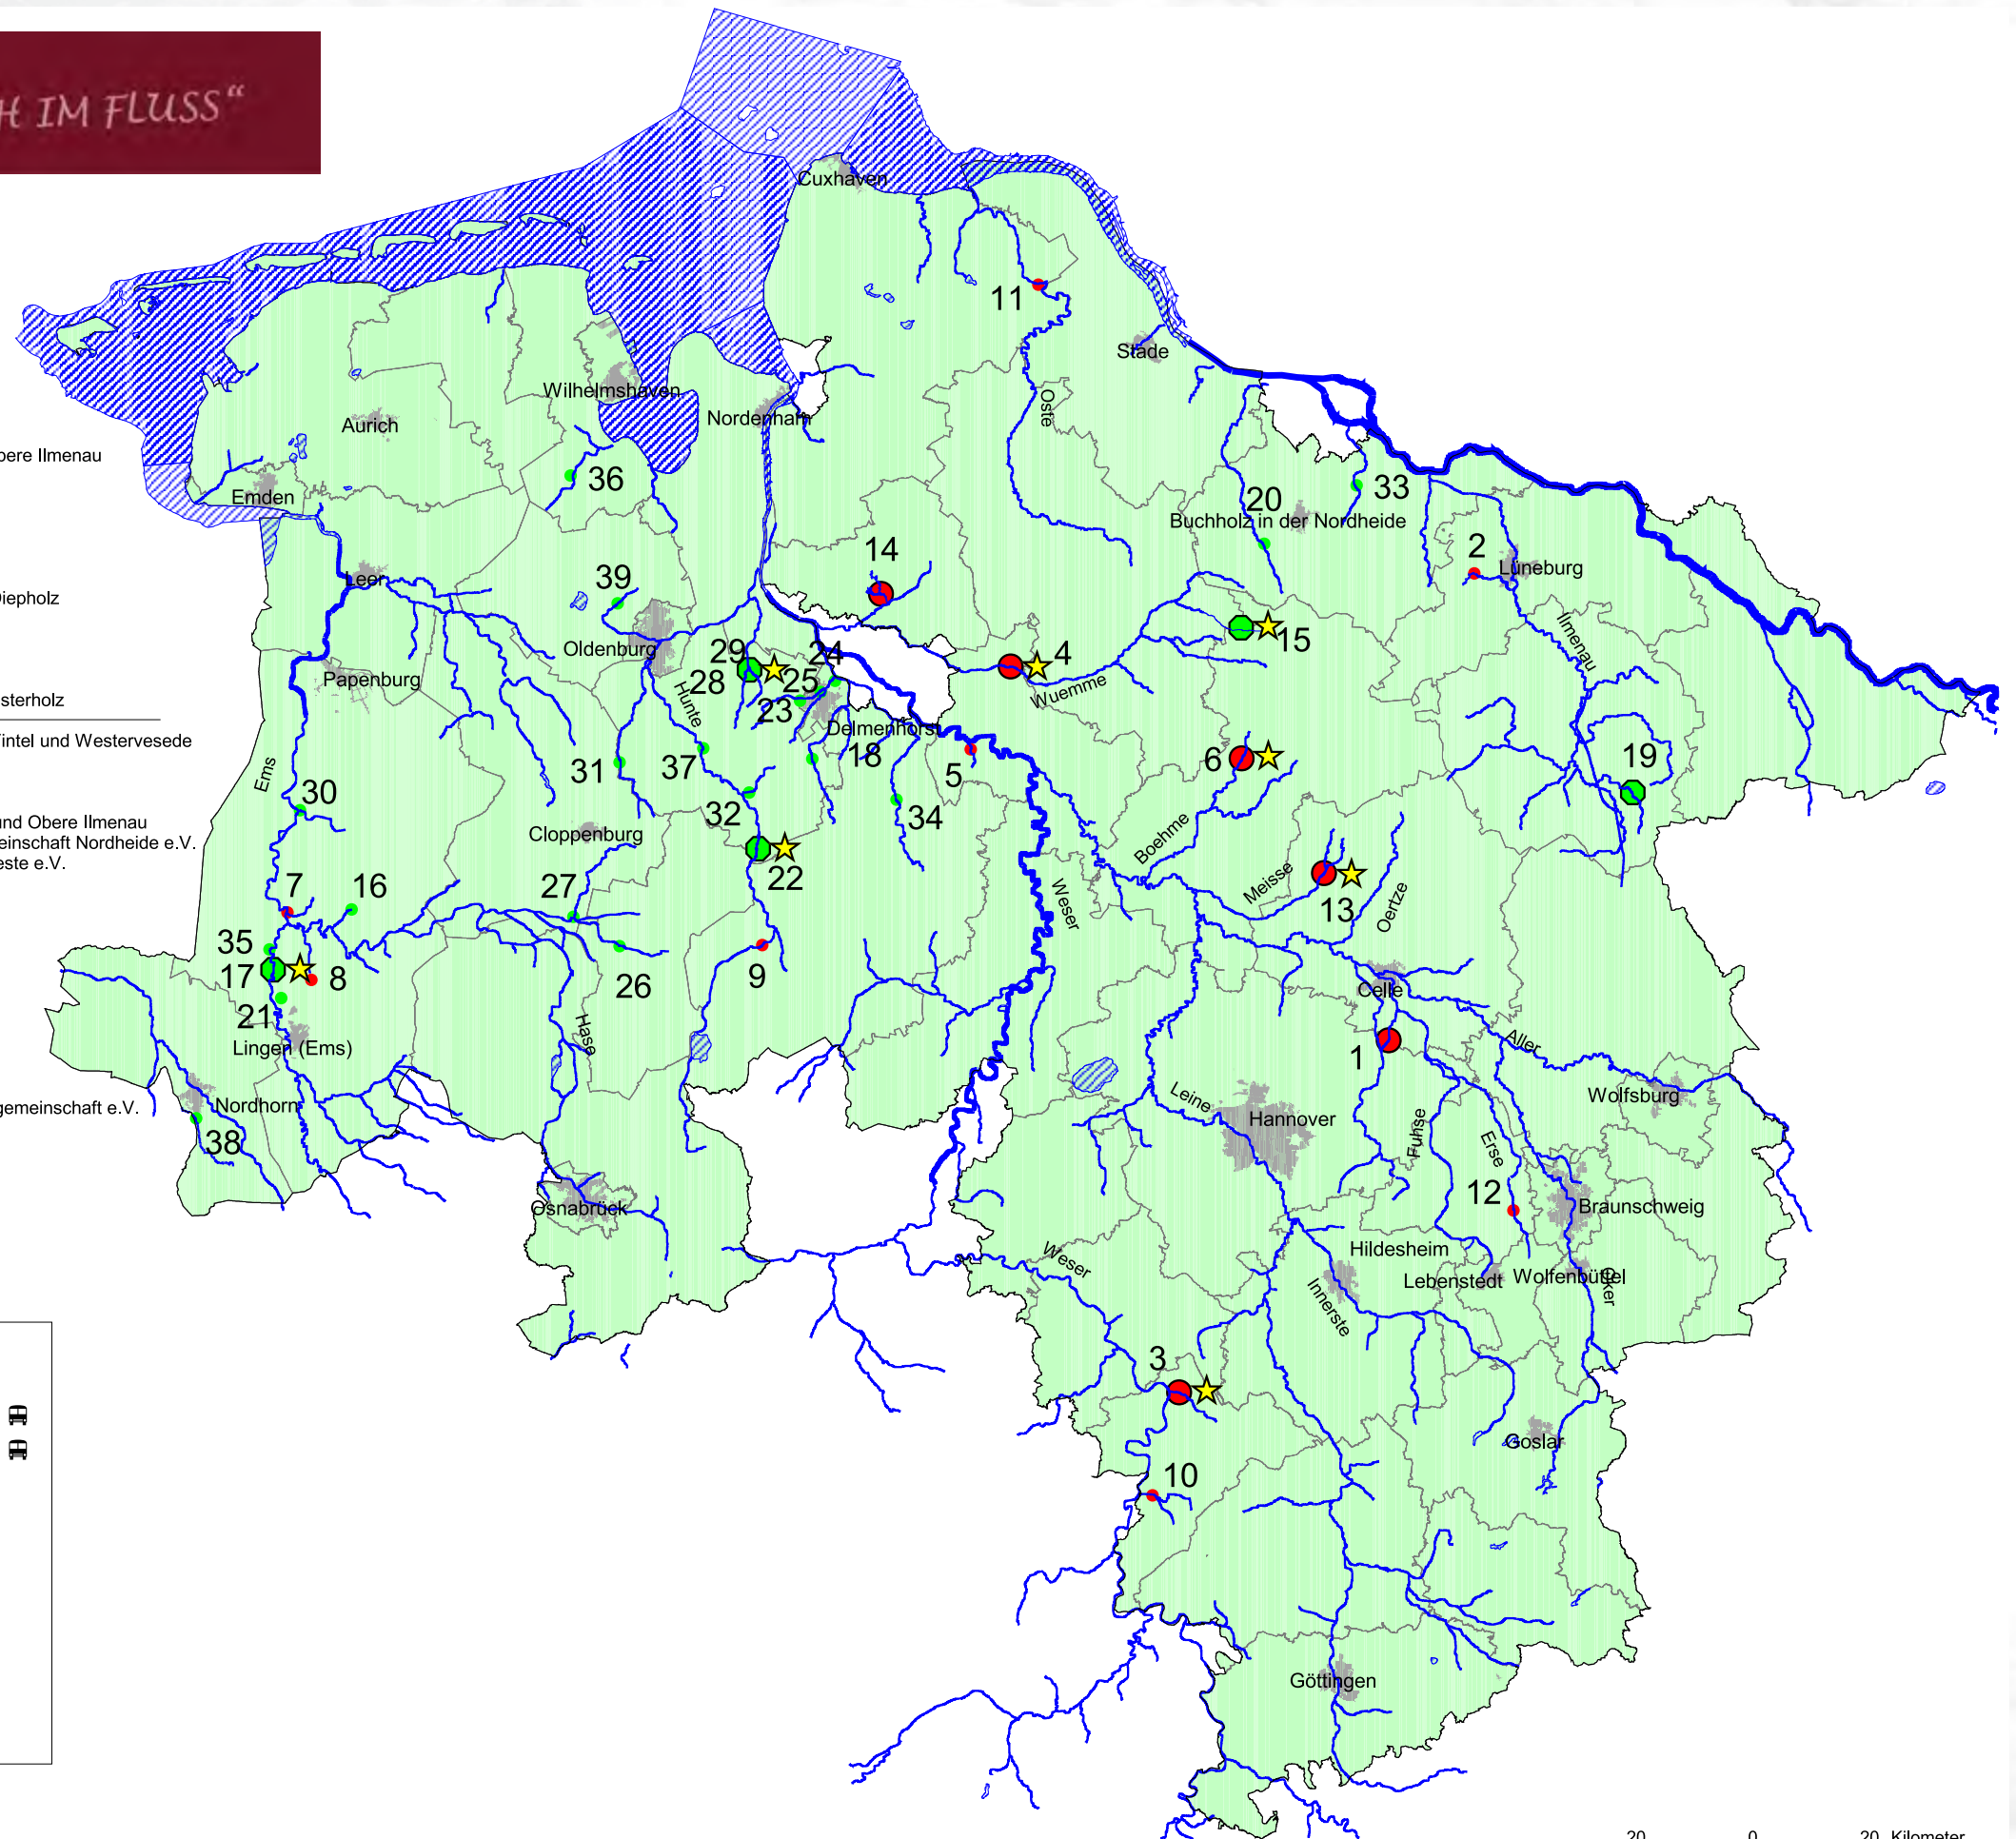 H IM FLUSS“
bere Ilmenau
Diepholz
sterholz
Fintel und Westervesede
und Obere Ilmenau
einschaft Nordheide e.V.
este e.V.
gemeinschaft e.V.
Cuxhaven
11
Stade
Wilhelmshaven
Nordenham
Aurich
Oste
36
Emden
33
20
Buchholz in der Nordheide
14
2
Lüneburg
Leer
39
Ilmenau
Oldenburg
29
24
4
15
28
25
Papenburg
Hunte
23
Wuemme
Delmenhorst
18
19
31
37
5
6
Ems
30
32
34
Cloppenburg
Boehme
22
Meisse
7
16
27
Weser
13
Oertze
35
17
8
26
9
21
Celle
Lingen (Ems)
Hase
1
Aller
Leine
Wolfsburg
Nordhorn
Hannover
38
Fuhse
Erse
12
Osnabrück
Braunschweig
Weser
Hildesheim
Lebenstedt
Wolfenbüttel
Oker
Innerste
3
Goslar
10
Göttingen
20 0 20 Kilometer